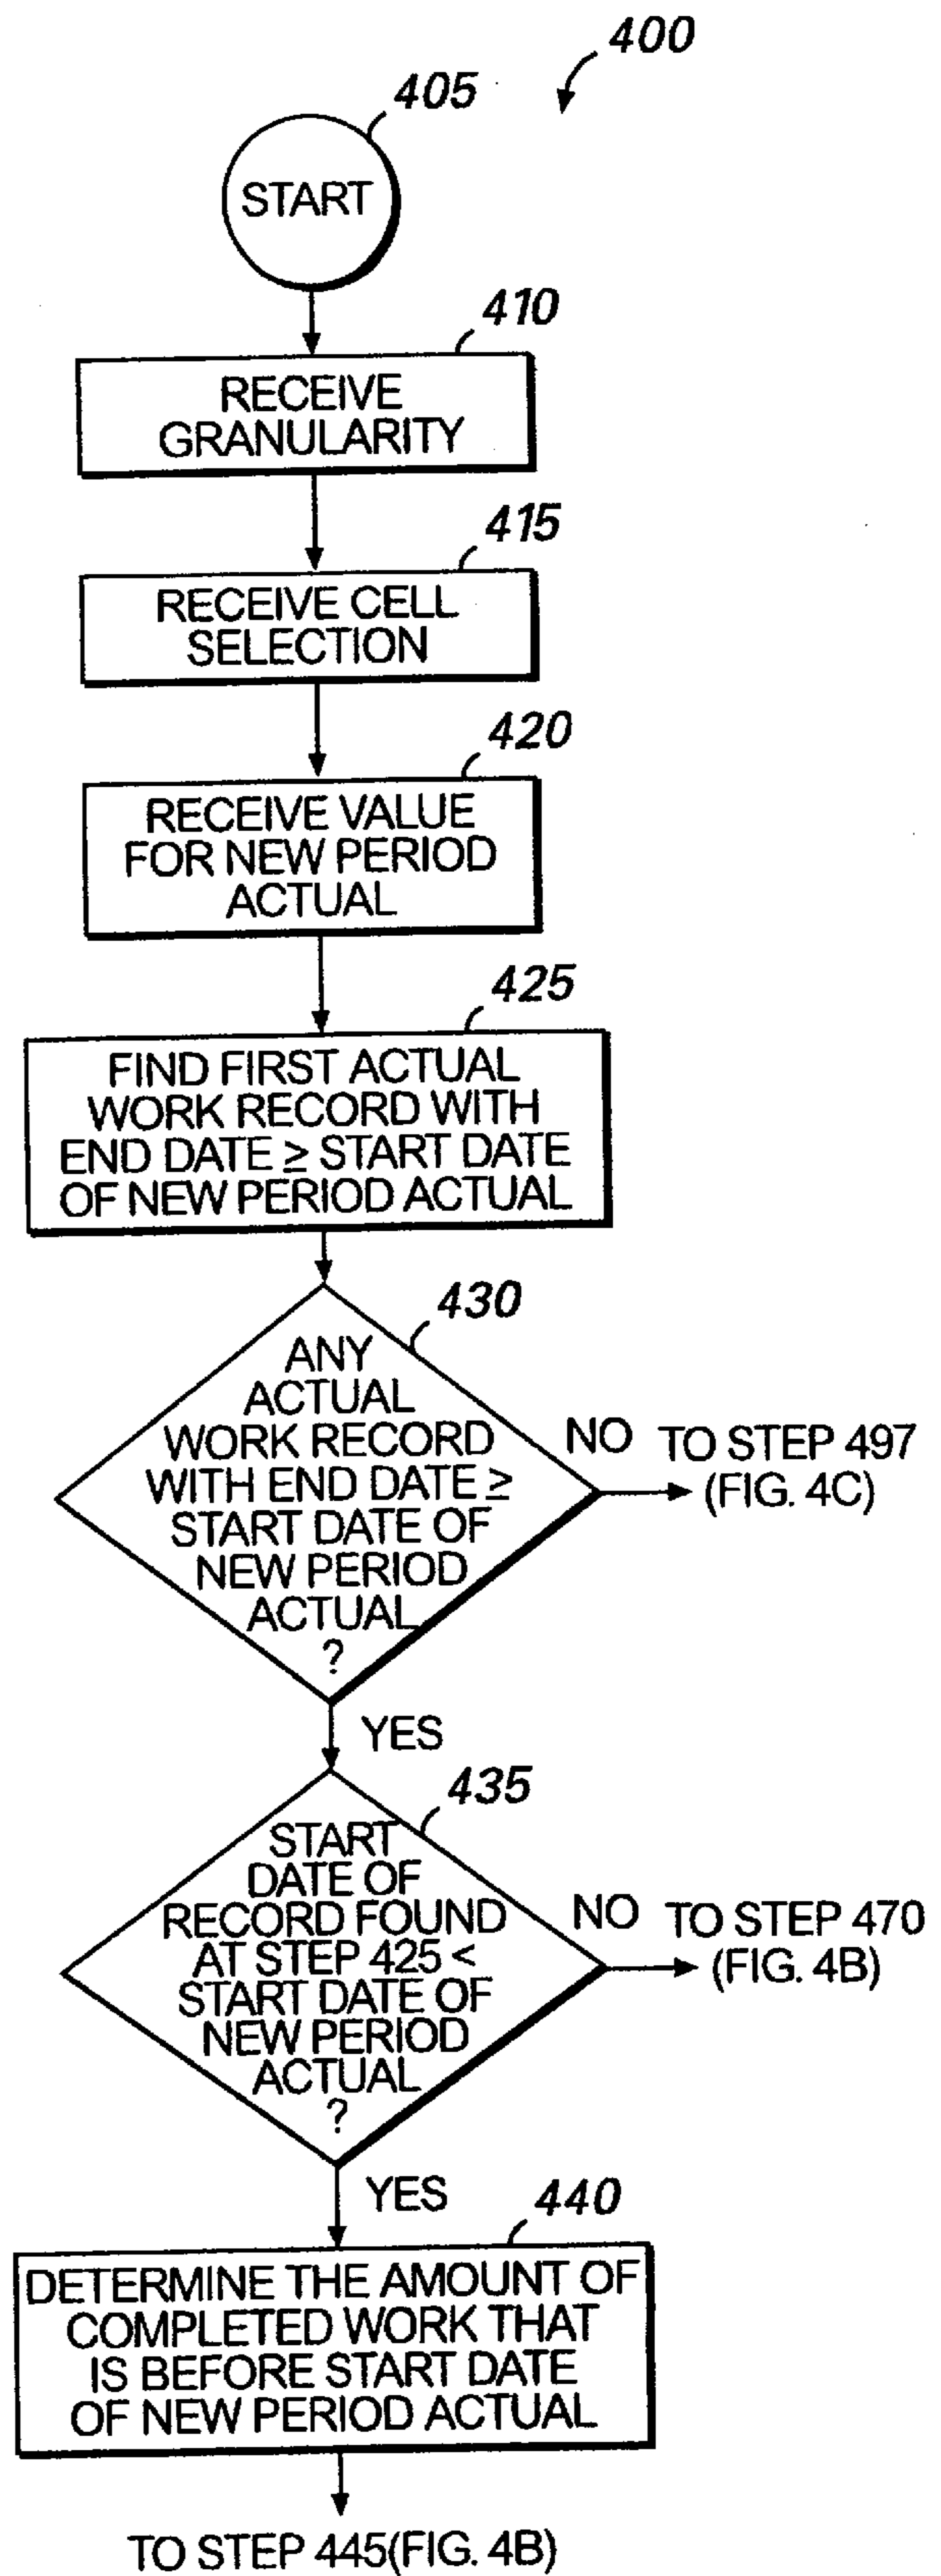 400
405
START
410
RECEIVE
GRANULARITY
415
RECEIVE CELL
SELECTION
420
RECEIVE VALUE
FOR NEW PERIOD
ACTUAL
425
FIND FIRST ACTUAL
WORK RECORD WITH
END DATE ≥ START DATE
OF NEW PERIOD ACTUAL
430
ANY
ACTUAL
WORK RECORD
WITH END DATE ≥
START DATE OF
NEW PERIOD
ACTUAL
?
NO TO STEP 497
(FIG. 4C)
YES
435
START
DATE OF
RECORD FOUND
AT STEP 425 <
START DATE OF
NEW PERIOD
ACTUAL
?
NO TO STEP 470
(FIG. 4B)
YES
440
DETERMINE THE AMOUNT OF
COMPLETED WORK THAT
IS BEFORE START DATE
OF NEW PERIOD ACTUAL
TO STEP 445(FIG. 4B)